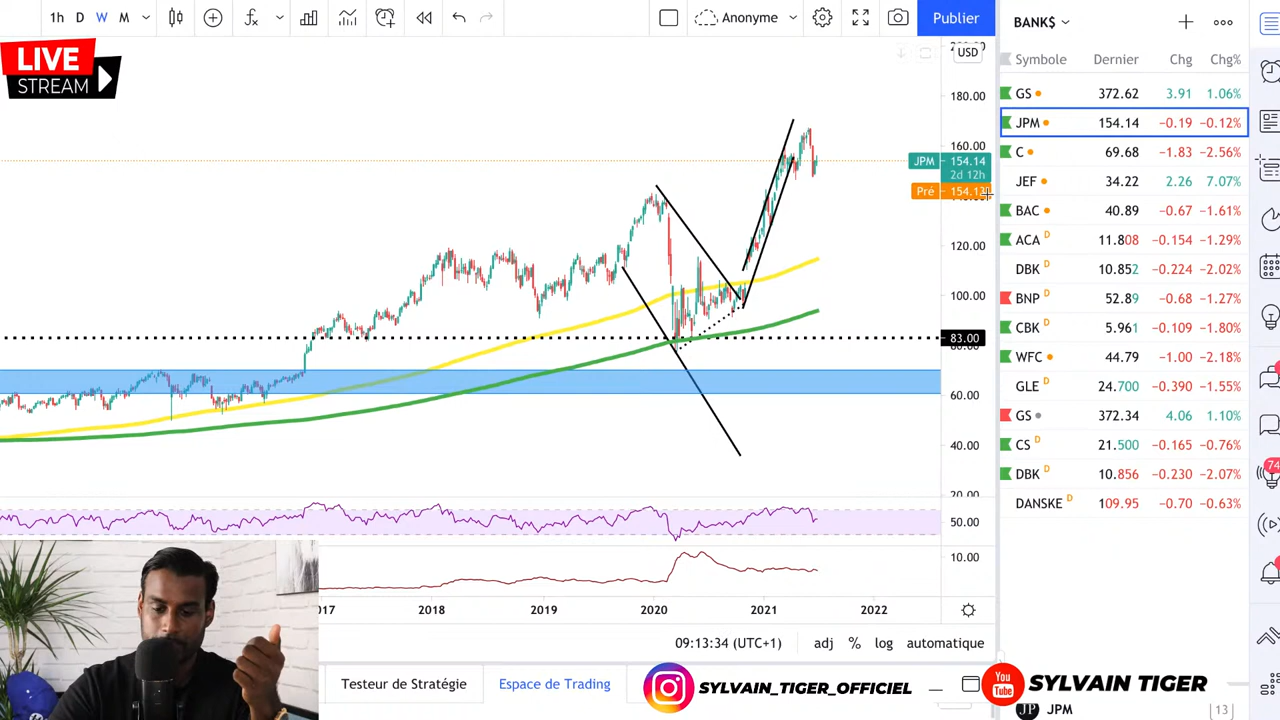 1h D W M
Anonyme
Publier
BANK$
LIVE
STREAM
USD
180.00
160.00
JPM 154.14
2d 12h
Pré 154.13
120.00
100.00
83.00
60.00
40.00
20.00
50.00
10.00
2018 2019 2020 2021 2022
09:13:34 (UTC+1) adj % log automatique
Testeur de Stratégie Espace de Trading
SYLVAIN_TIGER_OFFICIEL
You
Tube
SYLVAIN TIGER
Symbole Dernier Chg Chg%
GS 372.62 3.91 1.06%
JPM 154.14 −0.19 −0.12%
C 69.68 −1.83 −2.56%
JEF 34.22 2.26 7.07%
BAC 40.89 −0.67 −1.61%
ACA D 11.808 −0.154 −1.29%
DBK 10.852 −0.224 −2.02%
BNP D 52.89 −0.68 −1.27%
CBK D 5.961 −0.109 −1.80%
WFC 44.79 −1.00 −2.18%
GLE D 24.700 −0.390 −1.55%
GS 372.34 4.06 1.10%
CS D 21.500 −0.165 −0.76%
DBK D 10.856 −0.230 −2.07%
DANSKE D 109.95 −0.70 −0.63%
74
JP JPM [13]